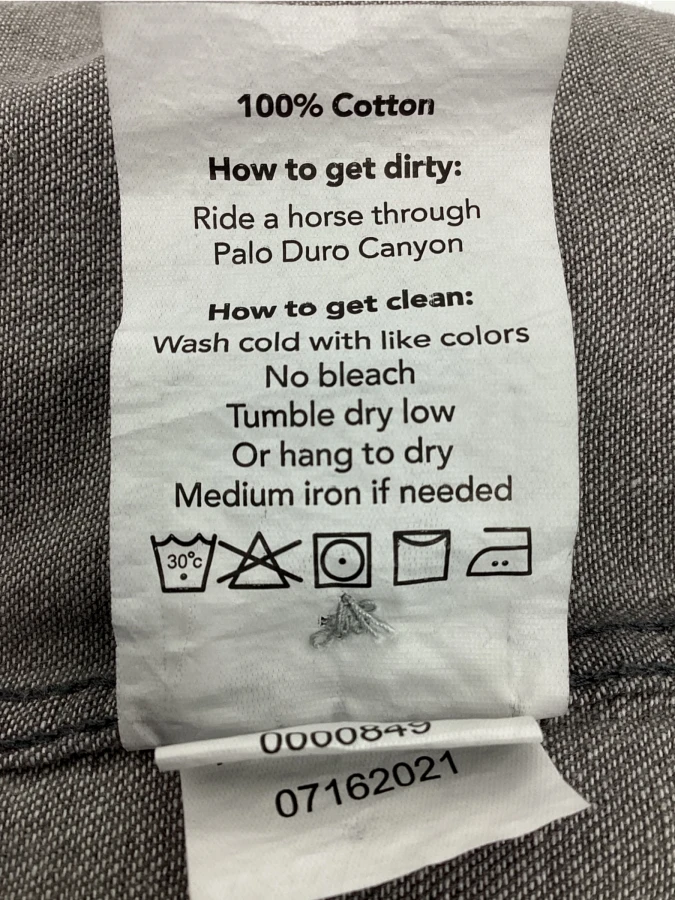 100% Cotton
How to get dirty:
Ride a horse through
Palo Duro Canyon
How to get clean:
Wash cold with like colors
No bleach
Tumble dry low
Or hang to dry
Medium iron if needed
30°c
0000849
07162021